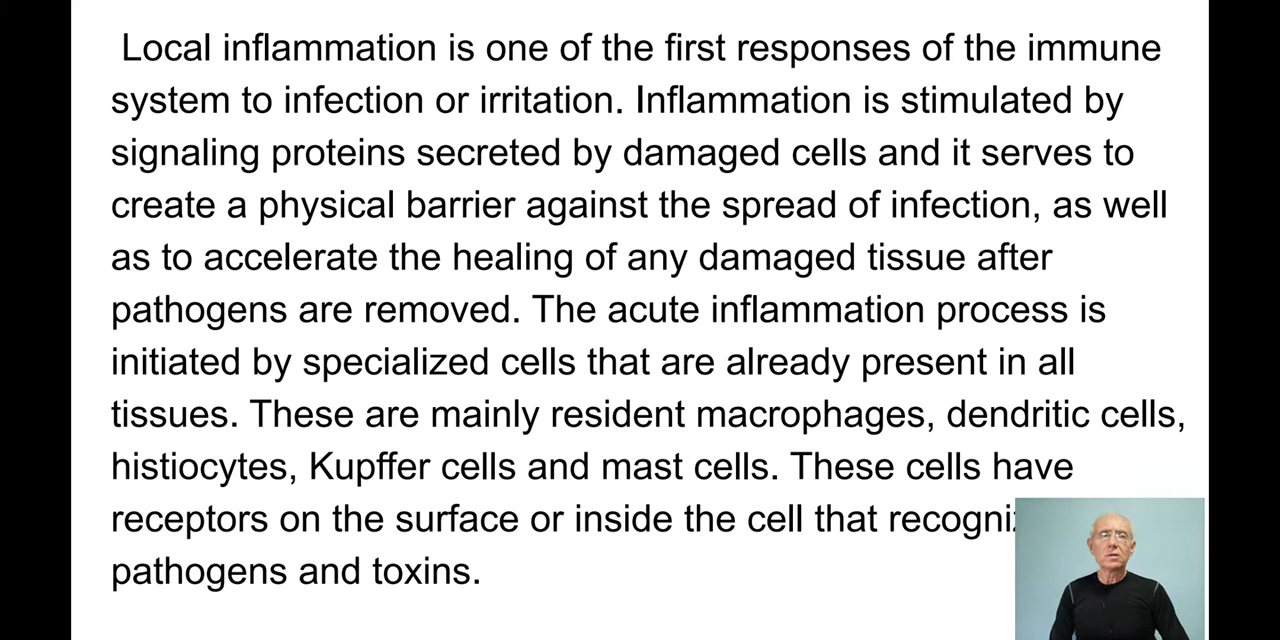 Local inflammation is one of the first responses of the immune
system to infection or irritation. Inflammation is stimulated by
signaling proteins secreted by damaged cells and it serves to
create a physical barrier against the spread of infection, as well
as to accelerate the healing of any damaged tissue after
pathogens are removed. The acute inflammation process is
initiated by specialized cells that are already present in all
tissues. These are mainly resident macrophages, dendritic cells,
histiocytes, Kupffer cells and mast cells. These cells have
receptors on the surface or inside the cell that
pathogens and toxins.